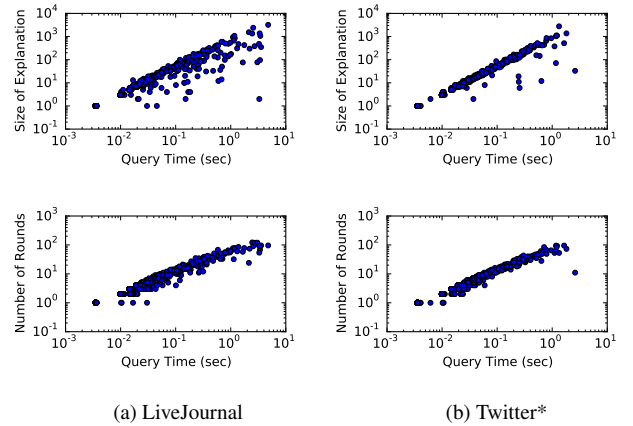 10^4
10^3
10^2
10^1
10^0
10^-1
Size of Explanation
10^-3 10^-2 10^-1 10^0 10^1
Query Time (sec)
10^4
10^3
10^2
10^1
10^0
10^-1
Size of Explanation
10^-3 10^-2 10^-1 10^0 10^1
Query Time (sec)
10^3
10^2
10^1
10^0
10^-1
Number of Rounds
10^-3 10^-2 10^-1 10^0 10^1
Query Time (sec)
10^3
10^2
10^1
10^0
10^-1
Number of Rounds
10^-3 10^-2 10^-1 10^0 10^1
Query Time (sec)
(a) LiveJournal
(b) Twitter*